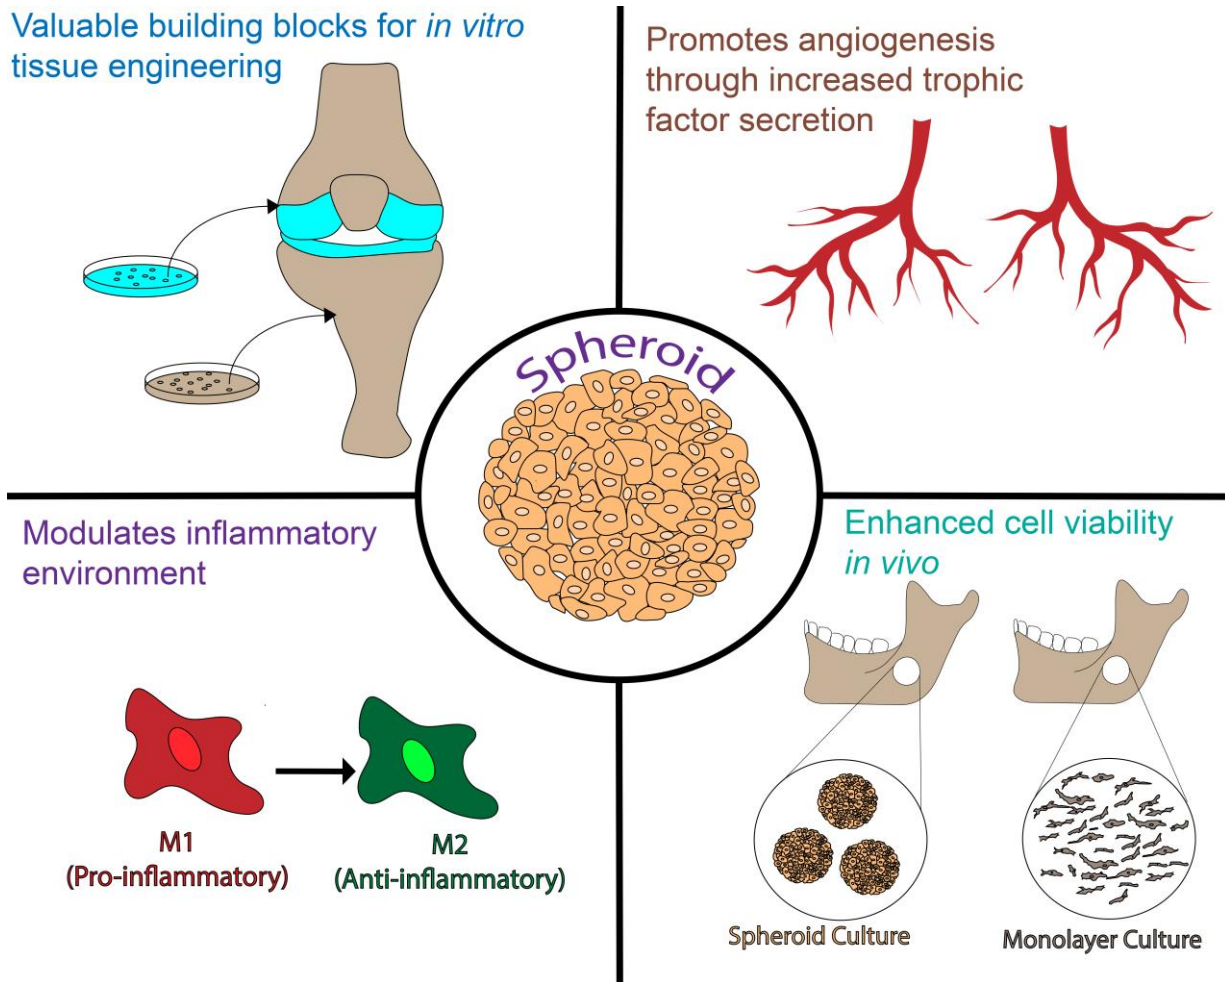 Valuable building blocks for in vitro
tissue engineering
Promotes angiogenesis
through increased trophic
factor secretion
Spheroid
Modulates inflammatory
environment
M1
(Pro-inflammatory)
M2
(Anti-inflammatory)
Enhanced cell viability
in vivo
Spheroid Culture
Monolayer Culture